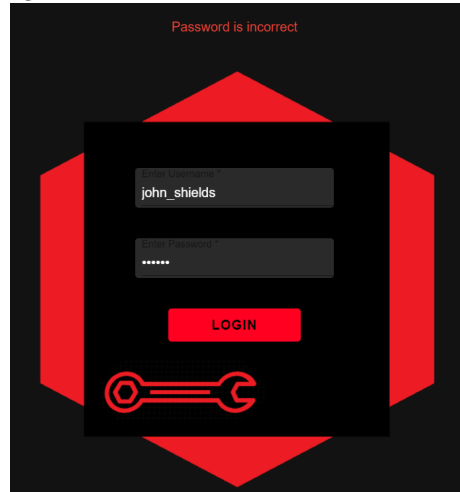 Password is incorrect
Enter Username *
john_shields
Enter Password *
••••••
LOGIN